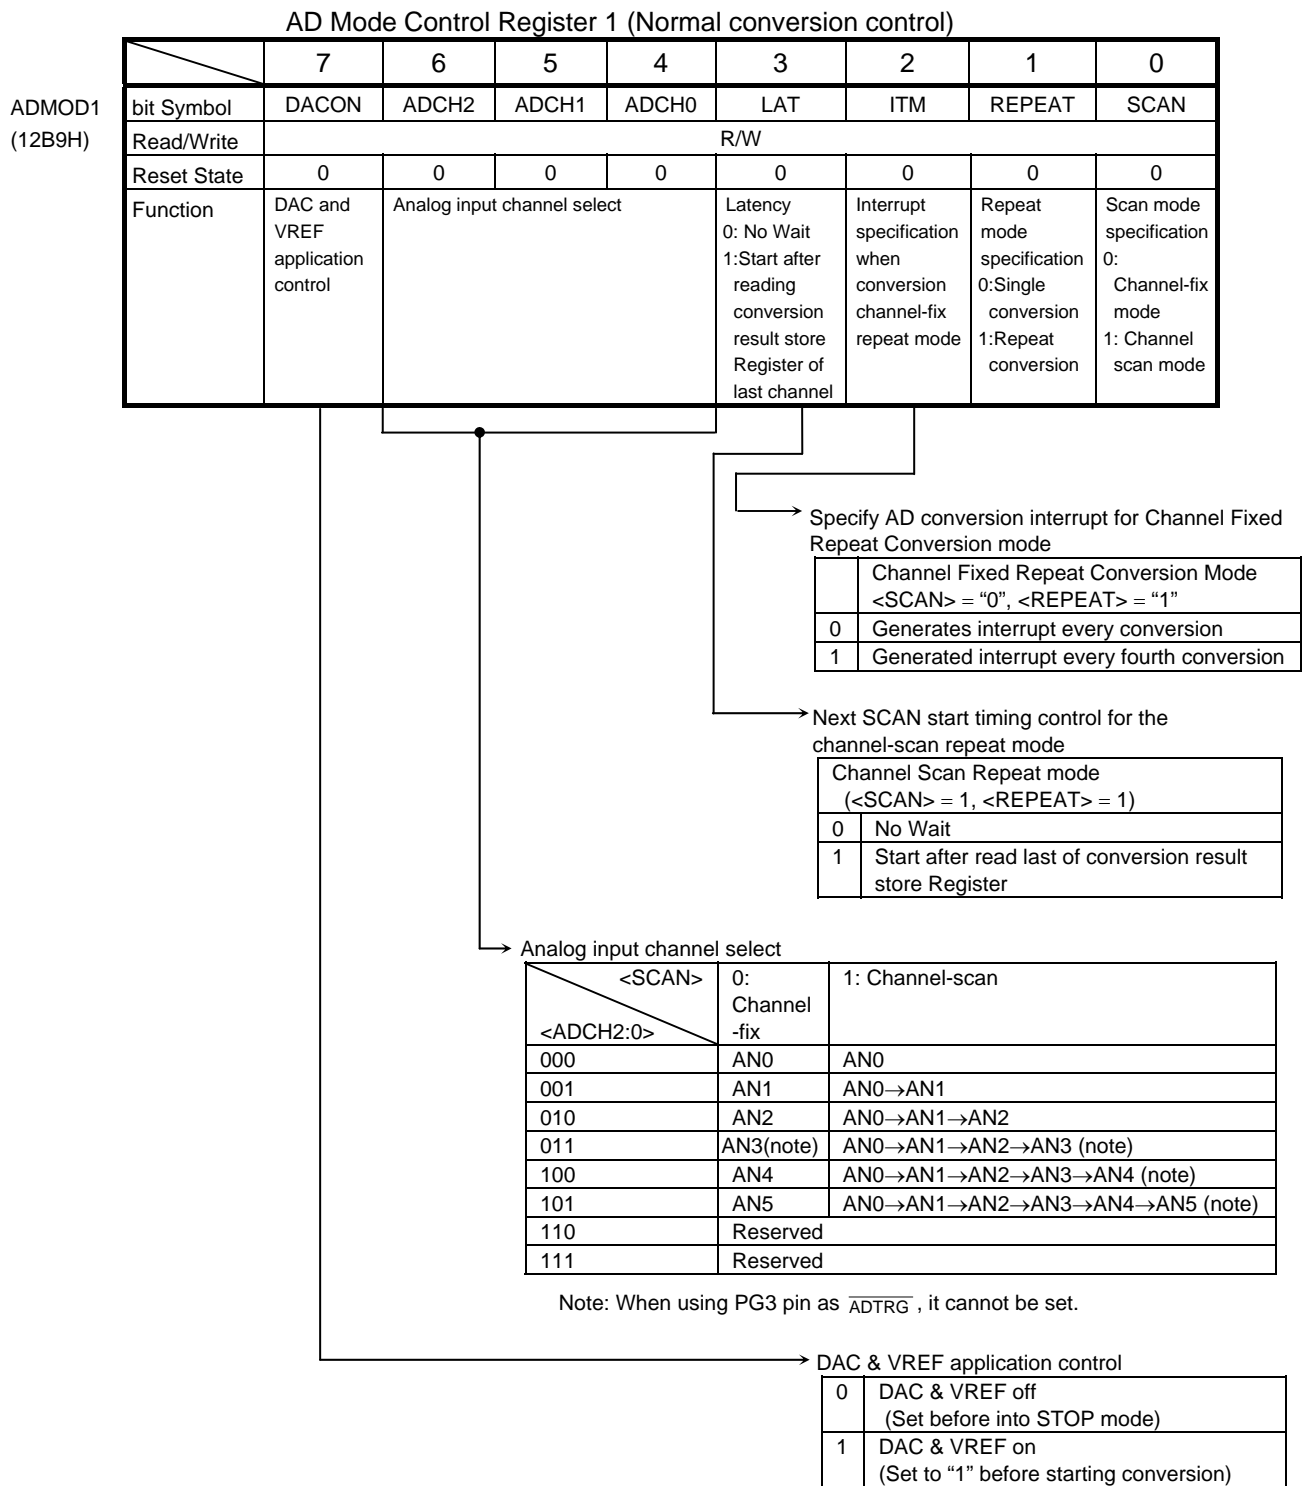 AD Mode Control Register 1 (Normal conversion control)
7 6 5 4 3 2 1 0
ADMOD1
(12B9H)
bit Symbol DACON ADCH2 ADCH1 ADCH0 LAT ITM REPEAT SCAN
Read/Write R/W
Reset State 0 0 0 0 0 0 0 0
Function
DAC and
VREF
application
control
Analog input channel select
Latency
0: No Wait
1:Start after
reading
conversion
result store
Register of
last channel
Interrupt
specification
when
conversion
channel-fix
repeat mode
Repeat
mode
specification
0:Single
conversion
1:Repeat
conversion
Scan mode
specification
0:
Channel-fix
mode
1: Channel
scan mode
Specify AD conversion interrupt for Channel Fixed
Repeat Conversion mode
Channel Fixed Repeat Conversion Mode
<SCAN> = “0”, <REPEAT> = “1”
0 Generates interrupt every conversion
1 Generated interrupt every fourth conversion
Next SCAN start timing control for the
channel-scan repeat mode
Channel Scan Repeat mode
(<SCAN> = 1, <REPEAT> = 1)
0 No Wait
1 Start after read last of conversion result
store Register
Analog input channel select
<SCAN>
<ADCH2:0>
0:
Channel
-fix
1: Channel-scan
000 AN0 AN0
001 AN1 AN0→AN1
010 AN2 AN0→AN1→AN2
011 AN3(note) AN0→AN1→AN2→AN3 (note)
100 AN4 AN0→AN1→AN2→AN3→AN4 (note)
101 AN5 AN0→AN1→AN2→AN3→AN4→AN5 (note)
110 Reserved
111 Reserved
Note: When using PG3 pin as ADTRG , it cannot be set.
DAC & VREF application control
0 DAC & VREF off
(Set before into STOP mode)
1 DAC & VREF on
(Set to “1” before starting conversion)